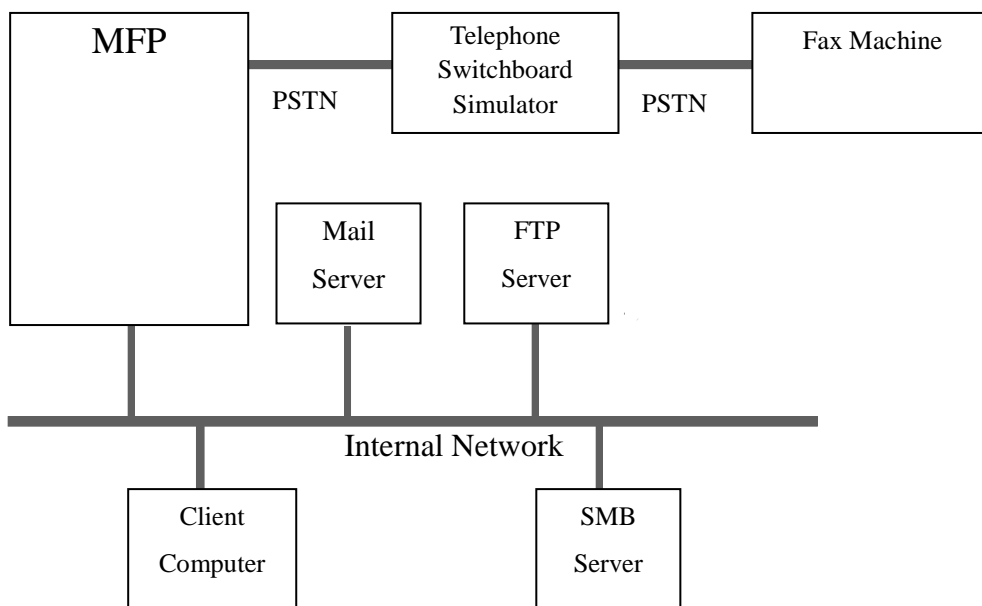 MFP
Telephone
Switchboard
Simulator
Fax Machine
PSTN
PSTN
Mail
Server
FTP
Server
Internal Network
Client
Computer
SMB
Server